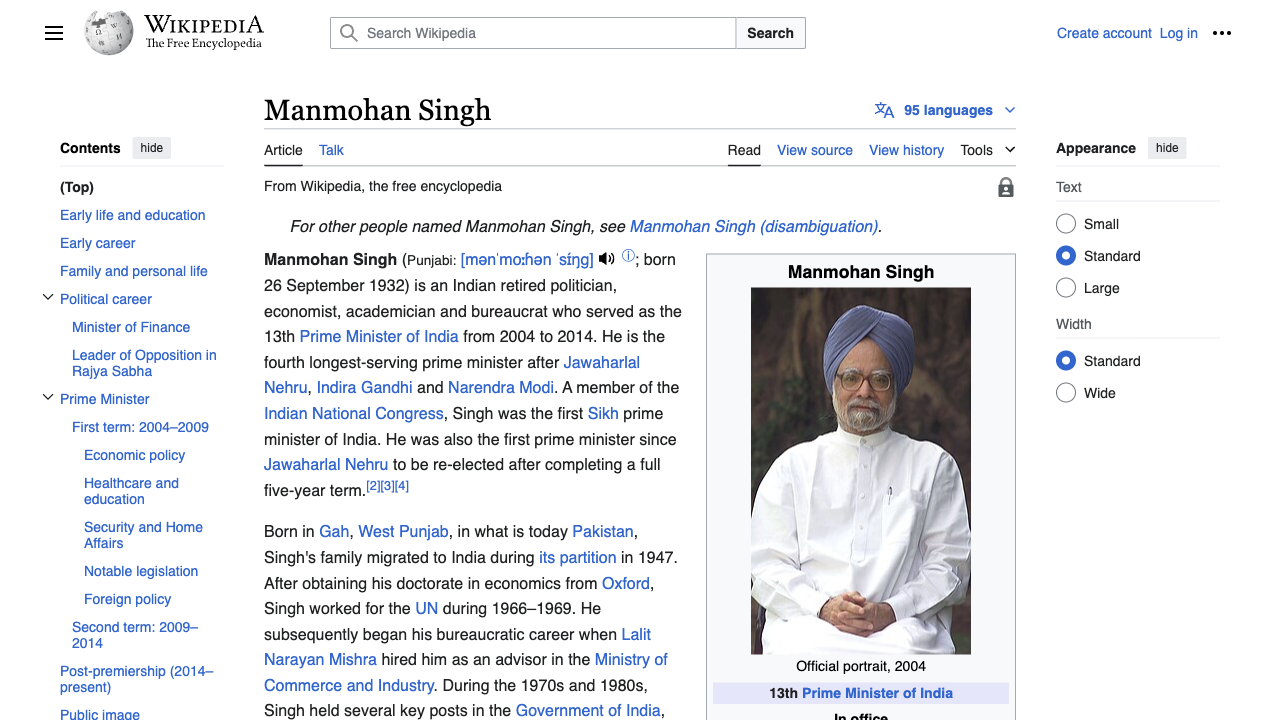 WIKIPEDIA
The Free Encyclopedia
Search Wikipedia
Search
Create account Log in
Manmohan Singh
95 languages
Contents hide
(Top)
Early life and education
Early career
Family and personal life
Political career
Minister of Finance
Leader of Opposition in
Rajya Sabha
Prime Minister
First term: 2004–2009
Economic policy
Healthcare and
education
Security and Home
Affairs
Notable legislation
Foreign policy
Second term: 2009–
2014
Post-premiership (2014–
present)
Public image
Article Talk
Read View source View history Tools
From Wikipedia, the free encyclopedia
For other people named Manmohan Singh, see Manmohan Singh (disambiguation).
Manmohan Singh (Punjabi: [mənˈmoːɦən ˈsɪ́ŋg] ⓘ; born
26 September 1932) is an Indian retired politician,
economist, academician and bureaucrat who served as the
13th Prime Minister of India from 2004 to 2014. He is the
fourth longest-serving prime minister after Jawaharlal
Nehru, Indira Gandhi and Narendra Modi. A member of the
Indian National Congress, Singh was the first Sikh prime
minister of India. He was also the first prime minister since
Jawaharlal Nehru to be re-elected after completing a full
five-year term.[2][3][4]
Born in Gah, West Punjab, in what is today Pakistan,
Singh's family migrated to India during its partition in 1947.
After obtaining his doctorate in economics from Oxford,
Singh worked for the UN during 1966–1969. He
subsequently began his bureaucratic career when Lalit
Narayan Mishra hired him as an advisor in the Ministry of
Commerce and Industry. During the 1970s and 1980s,
Singh held several key posts in the Government of India,
Manmohan Singh
Official portrait, 2004
13th Prime Minister of India
In office
Appearance hide
Text
Small
Standard
Large
Width
Standard
Wide